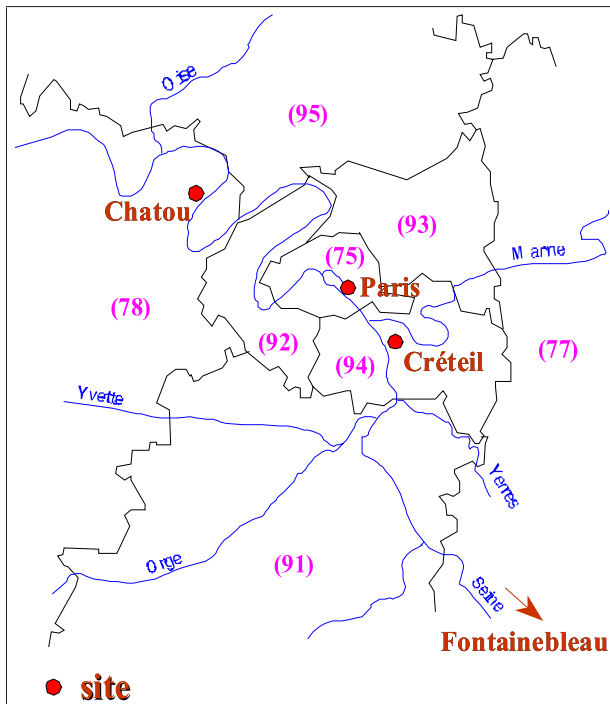 Oise
(95)
Chatou
(93)
(75)
Marne
Paris
(78)
(92)
(94)
Créteil
(77)
Yvette
Yerres
Orge
(91)
Seine
Fontainebleau
site